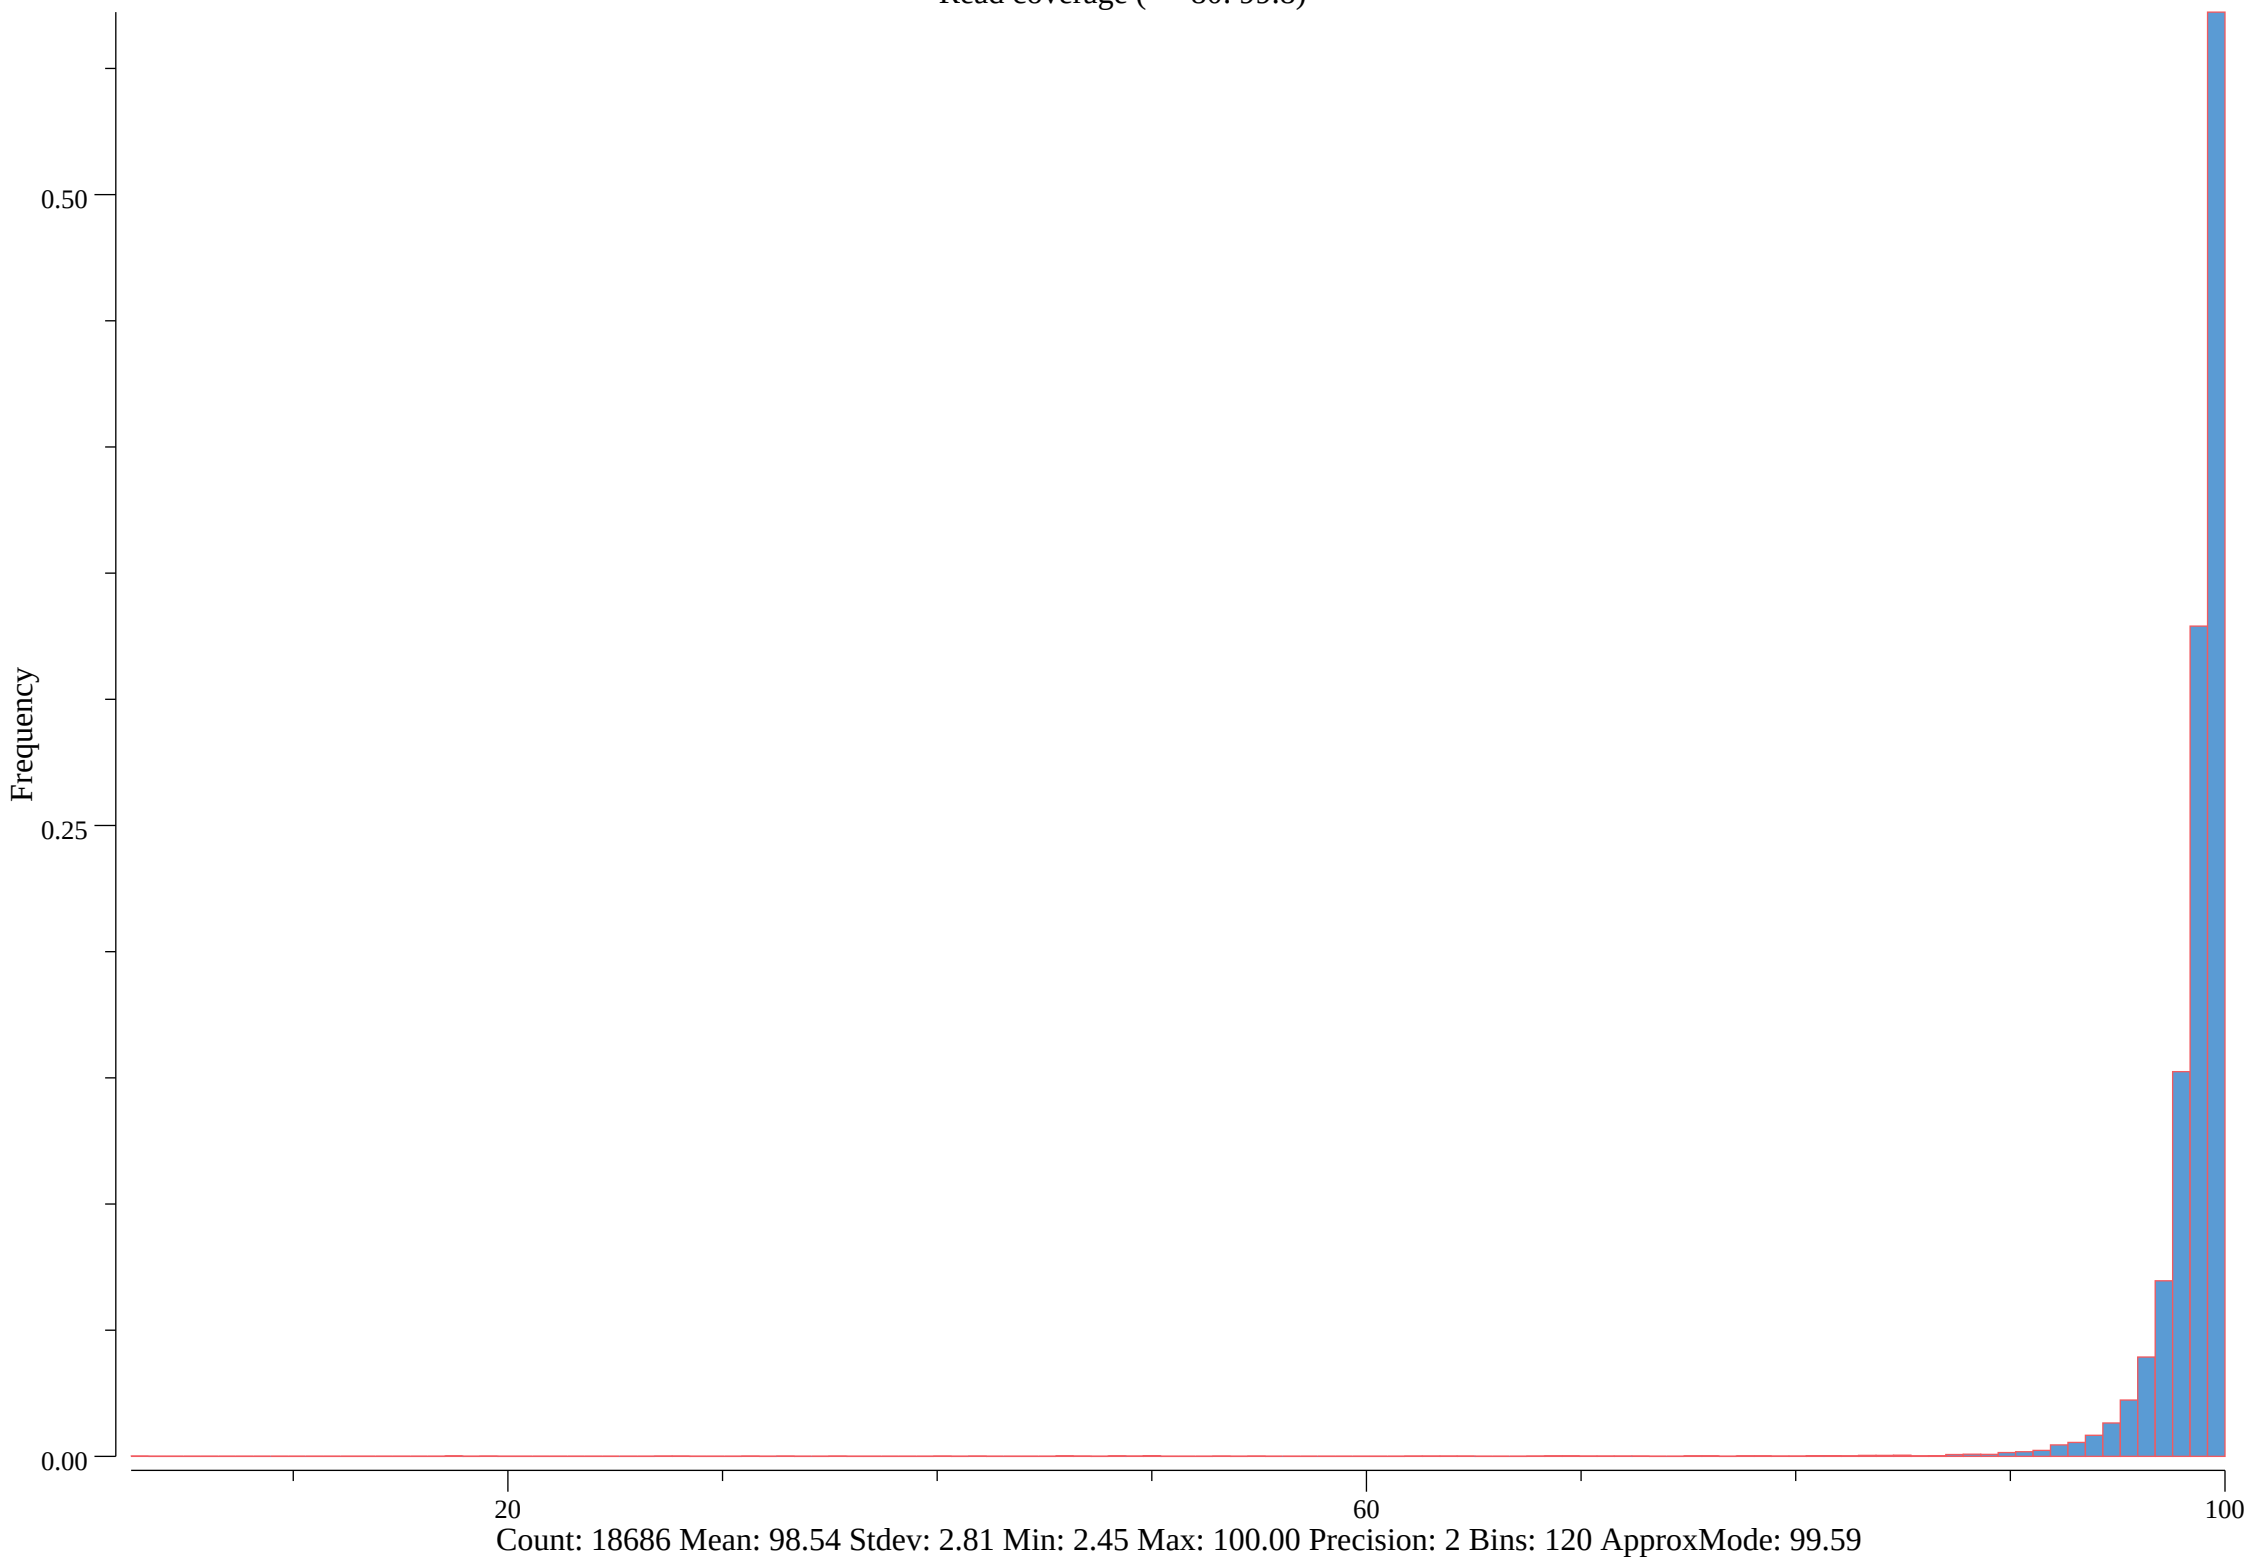 Read coverage (
0.50
Frequency
0.25
0.00
20
60
100
Count: 18686 Mean: 98.54 Stdev: 2.81 Min: 2.45 Max: 100.00 Precision: 2 Bins: 120 ApproxMode: 99.59